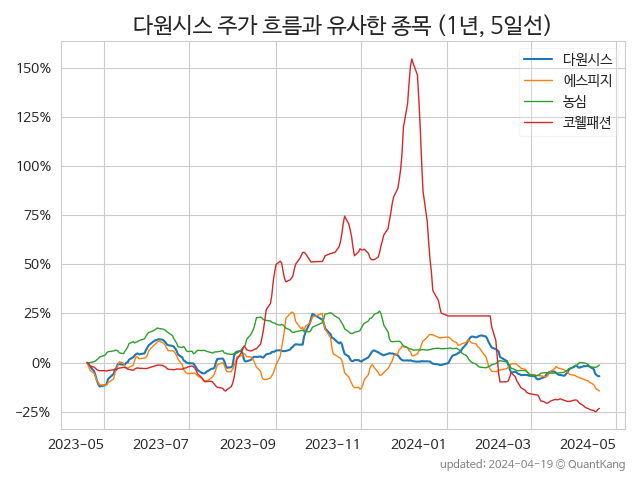 다원시스 주가 흐름과 유사한 종목 (1년, 5일선)
다원시스
에스피지
농심
코웰패션
150%
125%
100%
75%
50%
25%
0%
−25%
2023-05 2023-07 2023-09 2023-11 2024-01 2024-03 2024-05
updated: 2024-04-19 © QuantKang